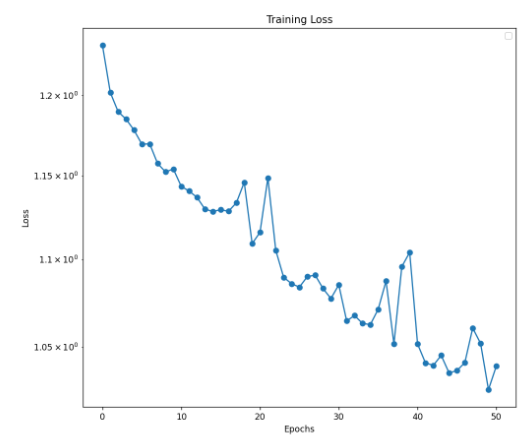 Training Loss
1.2 × 10⁰
1.15 × 10⁰
1.1 × 10⁰
1.05 × 10⁰
Loss
0 10 20 30 40 50
Epochs